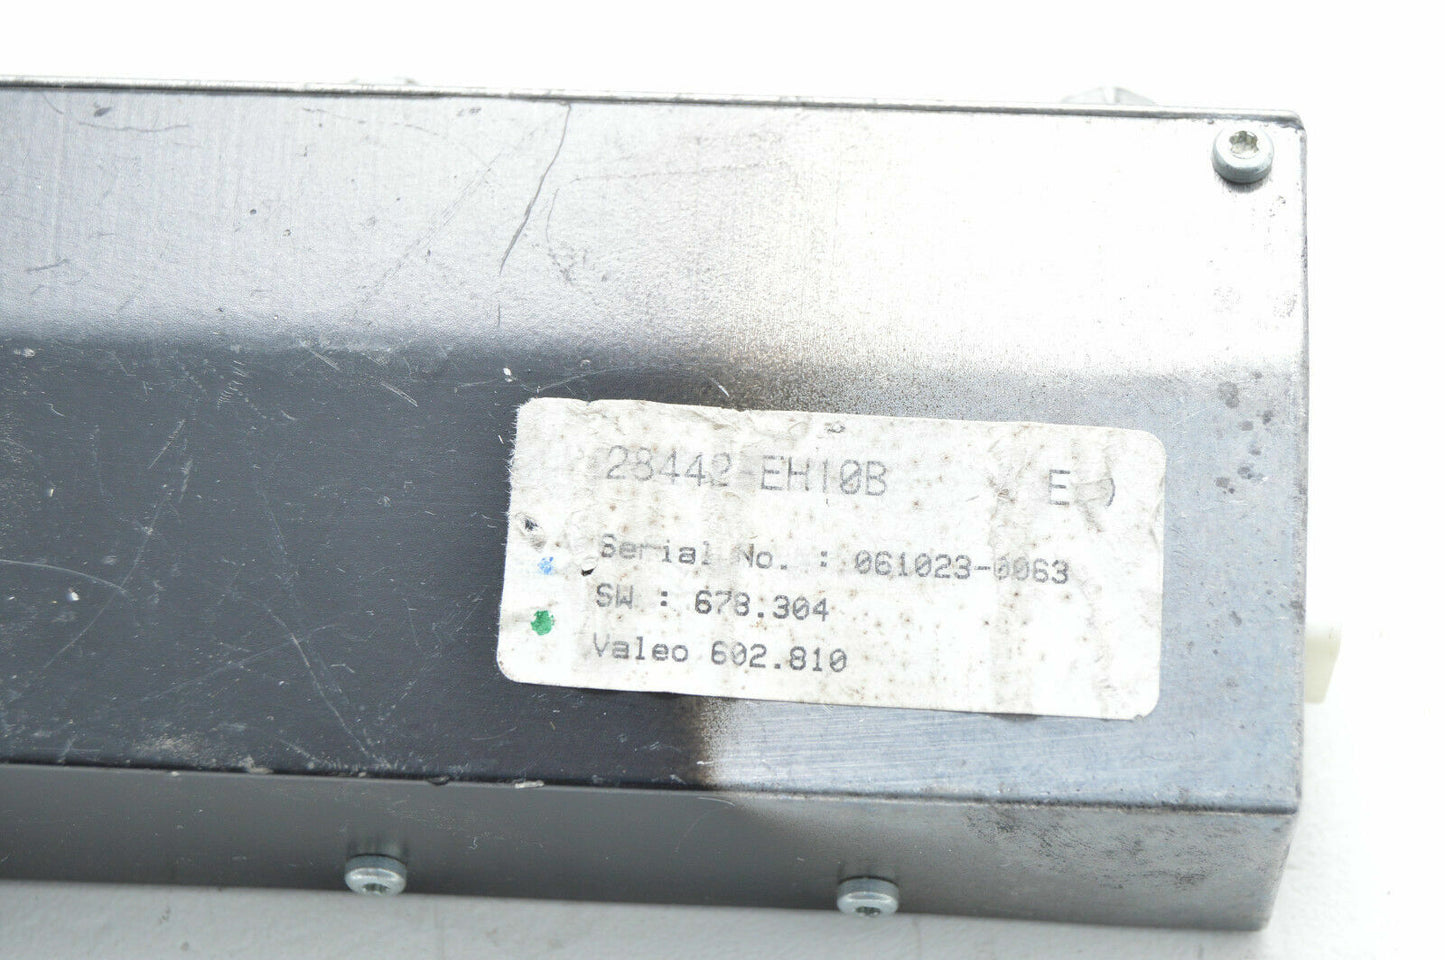 28442-EH10B E
Serial No. : 061023-0063
SW : 678.304
Valeo 602.810